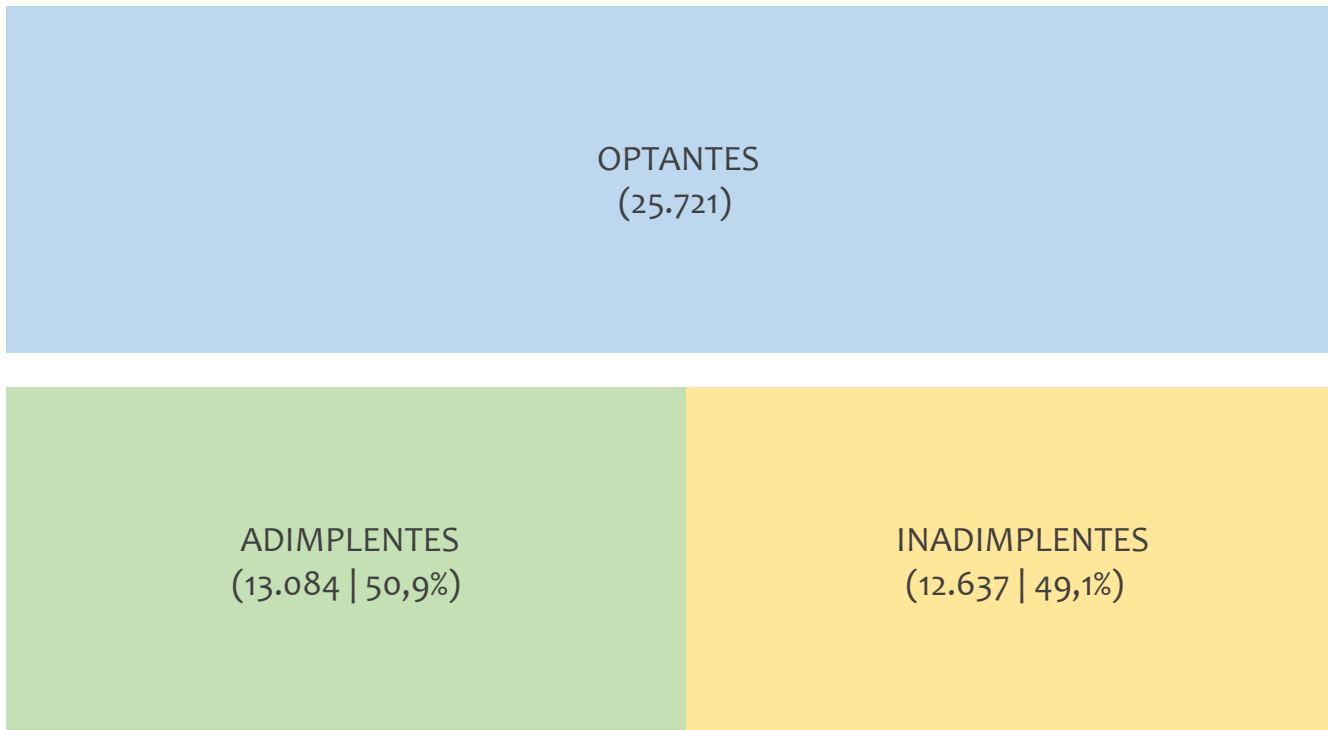 OPTANTES
(25.721)
ADIMPLENTES
(13.084 | 50,9%)
INADIMPLENTES
(12.637 | 49,1%)